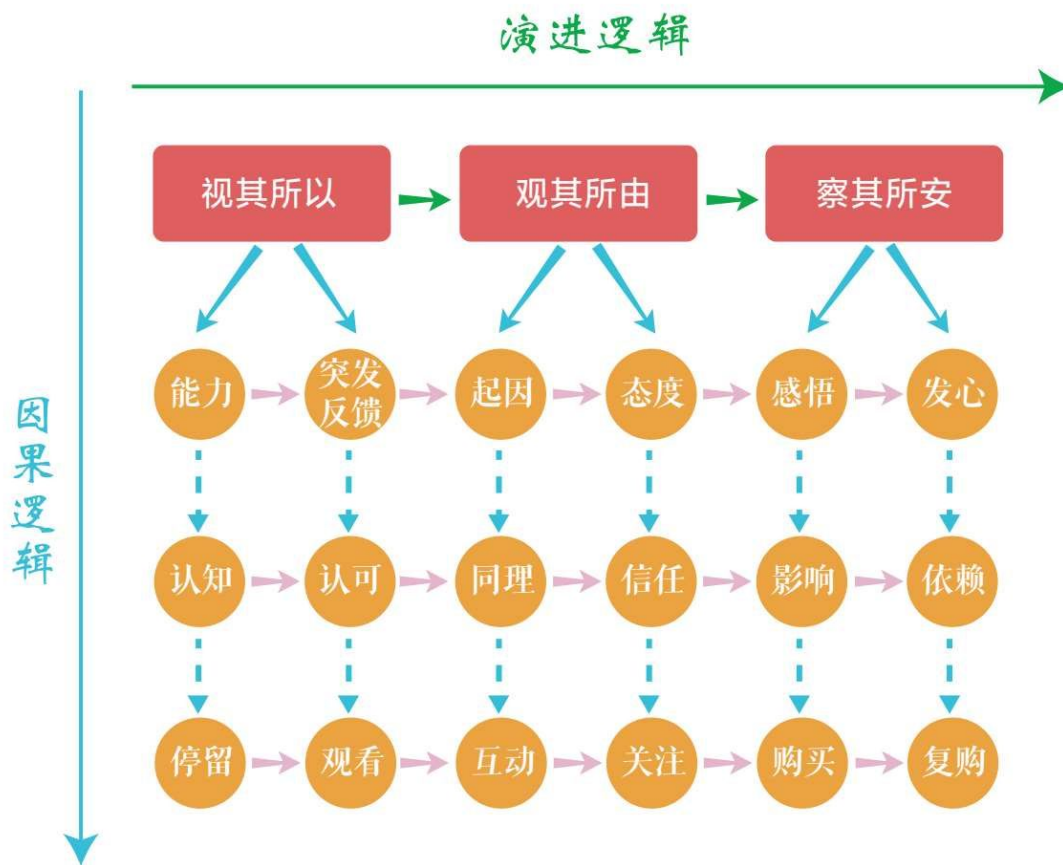 演进逻辑
因果逻辑
视其所以
观其所由
察其所安
能力
突发
反馈
起因
态度
感悟
发心
认知
认可
同理
信任
影响
依赖
停留
观看
互动
关注
购买
复购